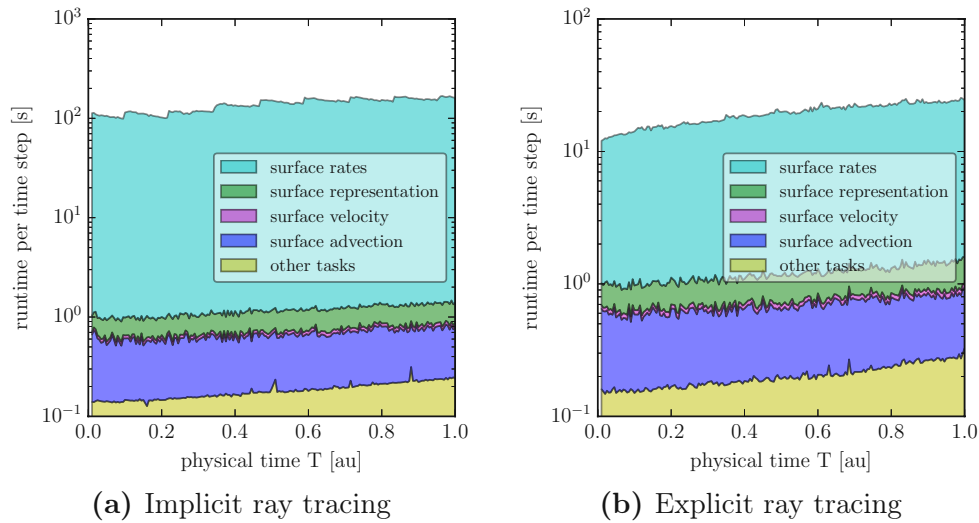 10³
10²
10¹
10⁰
10⁻¹
runtime per time step [s]
surface rates
surface representation
surface velocity
surface advection
other tasks
0.0 0.2 0.4 0.6 0.8 1.0
physical time T [au]
(a) Implicit ray tracing
10²
10¹
10⁰
10⁻¹
runtime per time step [s]
surface rates
surface representation
surface velocity
surface advection
other tasks
0.0 0.2 0.4 0.6 0.8 1.0
physical time T [au]
(b) Explicit ray tracing